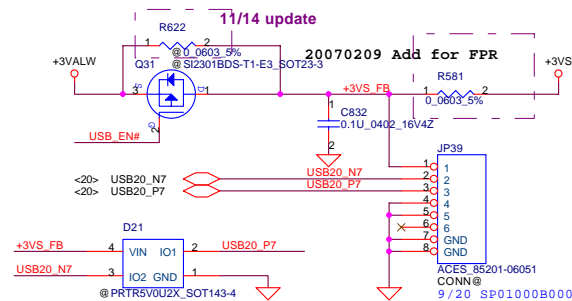 11/14 update
R622
1 2
@ 0_0603_5%
20070209 Add for FPR
+3VALW
Q31 @ SI2301BDS-T1-E3_SOT23-3
+3VS
S 3 1 D
G
2
+3VS_FB
R581
1 2
0_0603_5%
USB_EN#
1
C832
0.1U_0402_16V4Z
2
JP39
<20> USB20_N7 USB20_N7
<20> USB20_P7 USB20_P7
1 1
2 2
3 3
4 4
5 5
6 6
7 GND
8 GND
ACES_85201-06051
CONN@
9/20 SP01000B000
D21
+3VS_FB 4 VIN IO1 2 USB20_P7
USB20_N7 3 IO2 GND 1
@ PRTR5V0U2X_SOT143-4